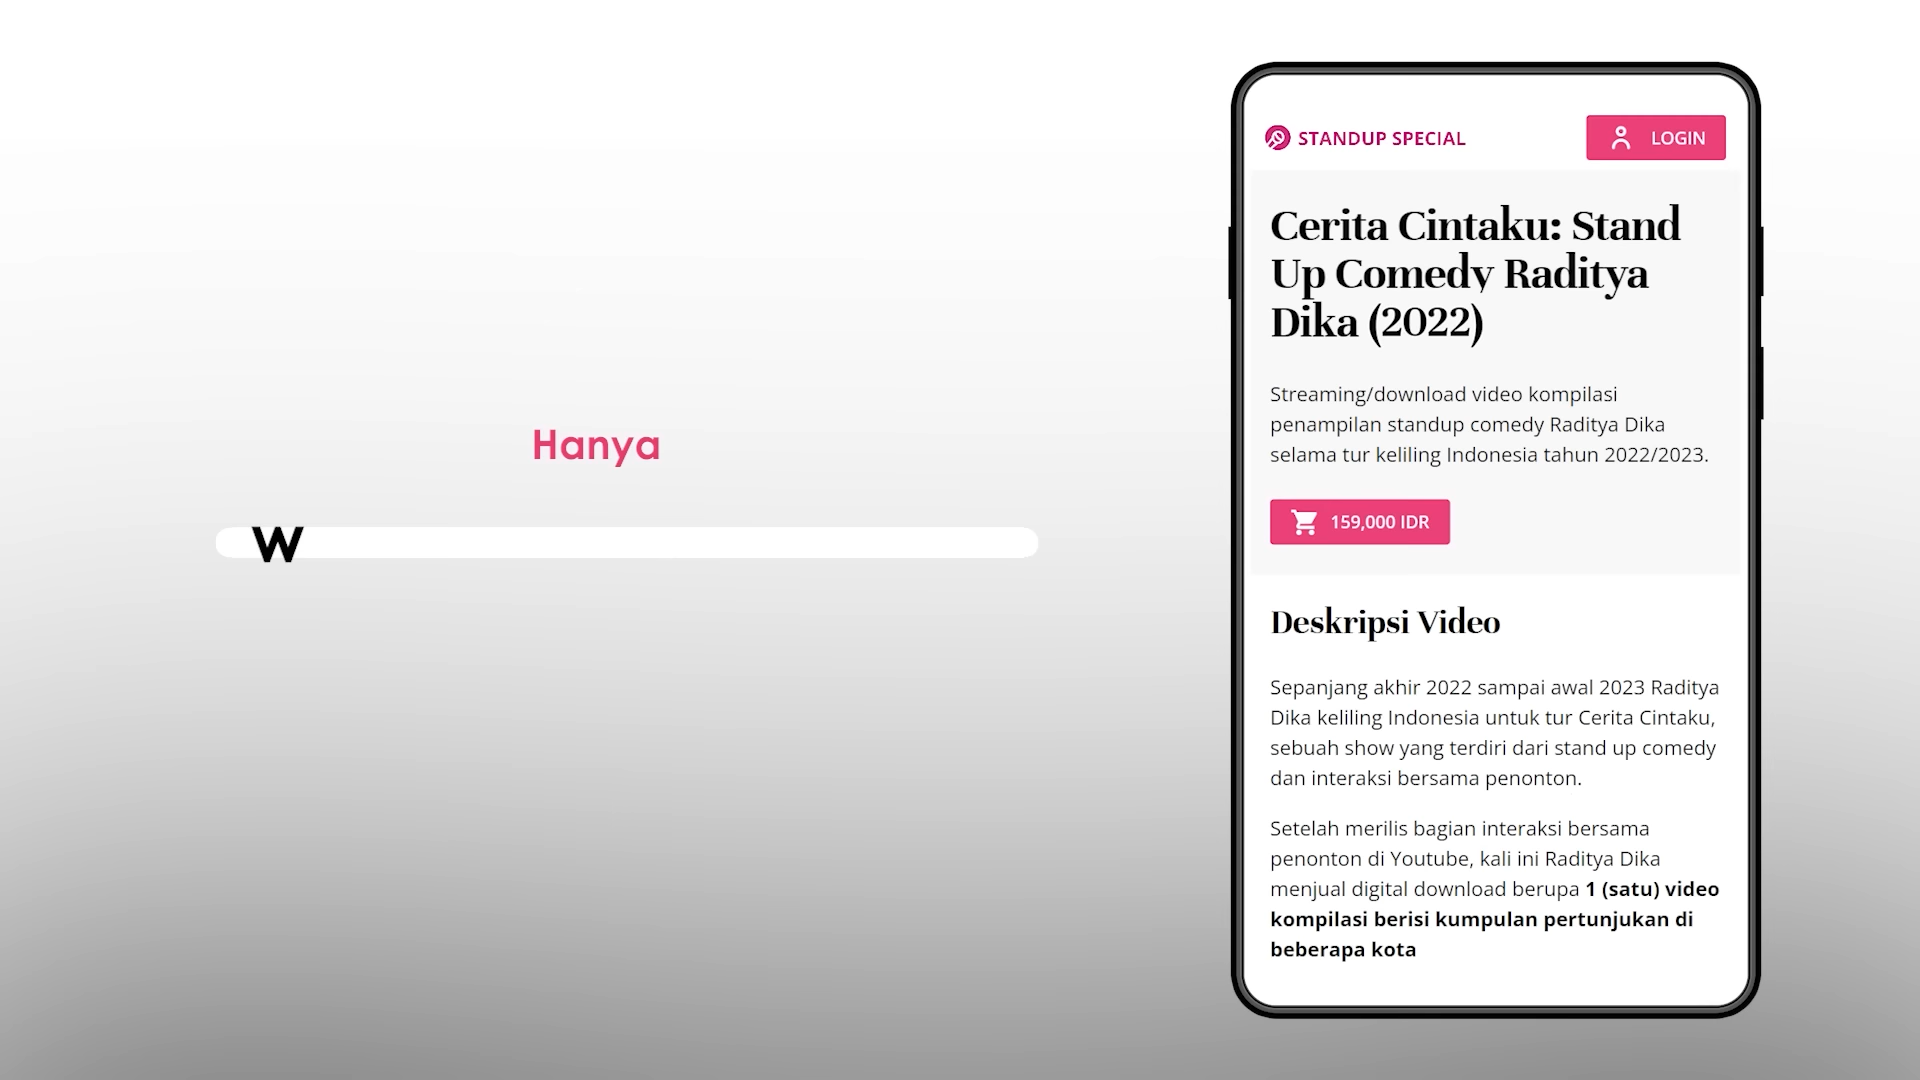 Hanya
W
STANDUP SPECIAL
LOGIN
Cerita Cintaku: Stand
Up Comedy Raditya
Dika (2022)
Streaming/download video kompilasi
penampilan standup comedy Raditya Dika
selama tur keliling Indonesia tahun 2022/2023.
159,000 IDR
Deskripsi Video
Sepanjang akhir 2022 sampai awal 2023 Raditya
Dika keliling Indonesia untuk tur Cerita Cintaku,
sebuah show yang terdiri dari stand up comedy
dan interaksi bersama penonton.
Setelah merilis bagian interaksi bersama
penonton di Youtube, kali ini Raditya Dika
menjual digital download berupa 1 (satu) video
kompilasi berisi kumpulan pertunjukan di
beberapa kota